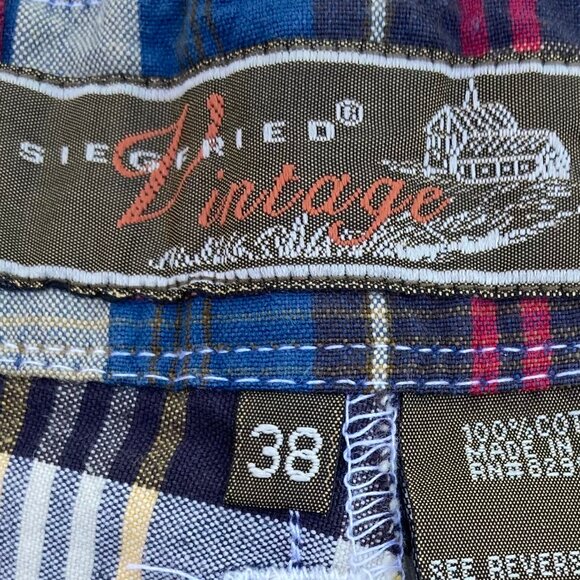 SIEGFRIED®
Vintage
38
100% COT
MADE IN
RN# 629
SEE REVERS